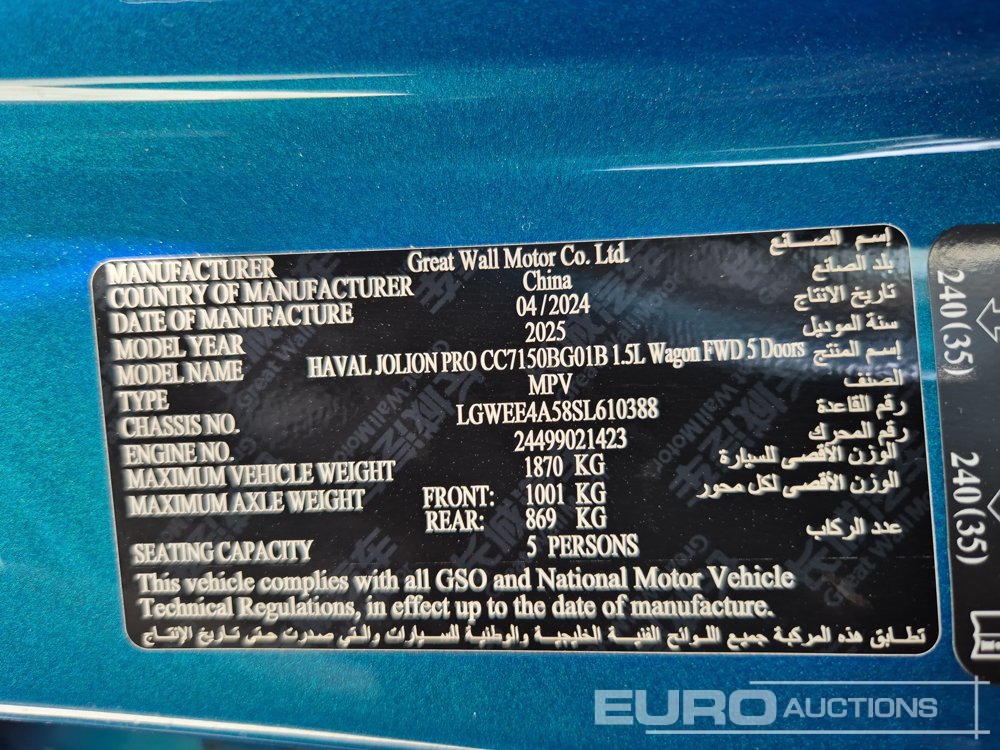 MANUFACTURER Great Wall Motor Co. Ltd. إسم الصانع
COUNTRY OF MANUFACTURER China بلد الصانع
DATE OF MANUFACTURE 04/2024 تاريخ الانتاج
MODEL YEAR 2025 سنة الموديل
MODEL NAME HAVAL JOLION PRO CC7150BG01B 1.5L Wagon FWD 5 Doors إسم المنتج
TYPE MPV الصنف
CHASSIS NO. LGWEE4A58SL610388 رقم القاعدة
ENGINE NO. 24499021423 رقم المحرك
MAXIMUM VEHICLE WEIGHT 1870 KG الوزن الأقصى للسيارة
MAXIMUM AXLE WEIGHT FRONT: 1001 KG الوزن الأقصى لكل محور
REAR: 869 KG
SEATING CAPACITY 5 PERSONS عدد الركاب
This vehicle complies with all GSO and National Motor Vehicle
Technical Regulations, in effect up to the date of manufacture.
تطابق هذه المركبة جميع اللوائح الفنية الخليجية والوطنية للسيارات والتي صدرت حتى تاريخ الإنتاج
240(35)
240(35)
EURO AUCTIONS